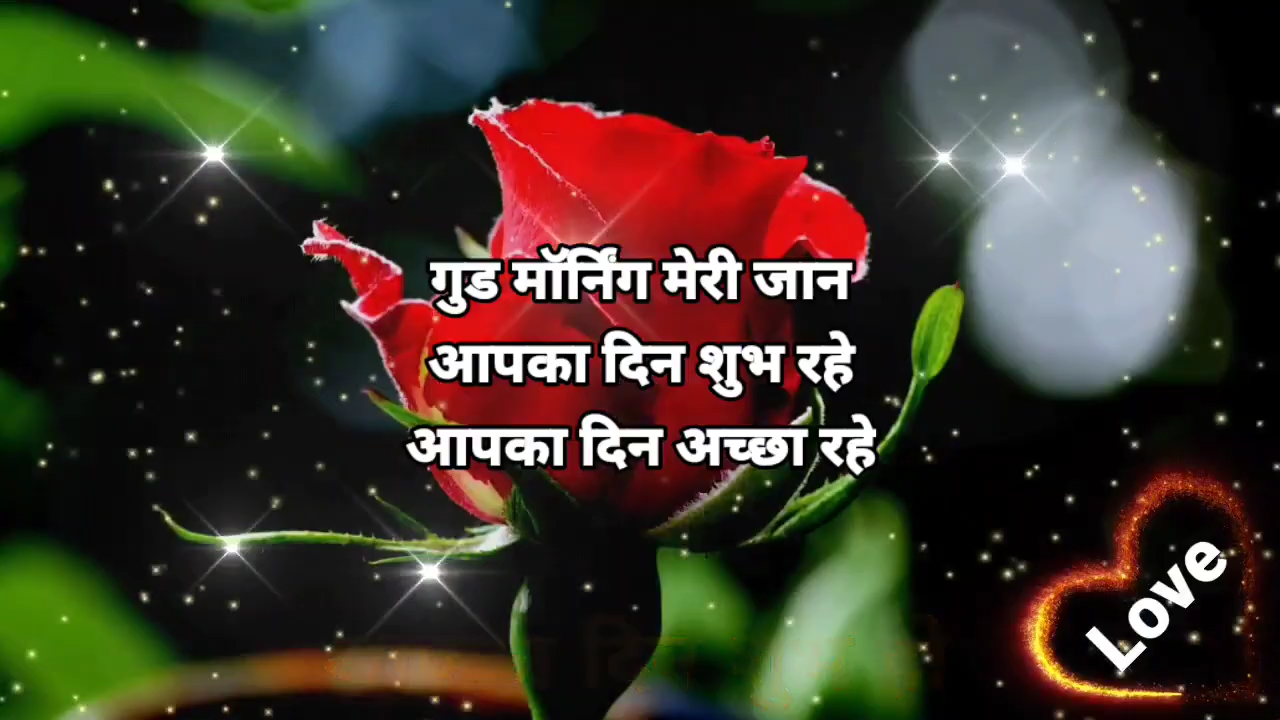 गुड मॉर्निंग मेरी जान
आपका दिन शुभ रहे
आपका दिन अच्छा रहे
Love